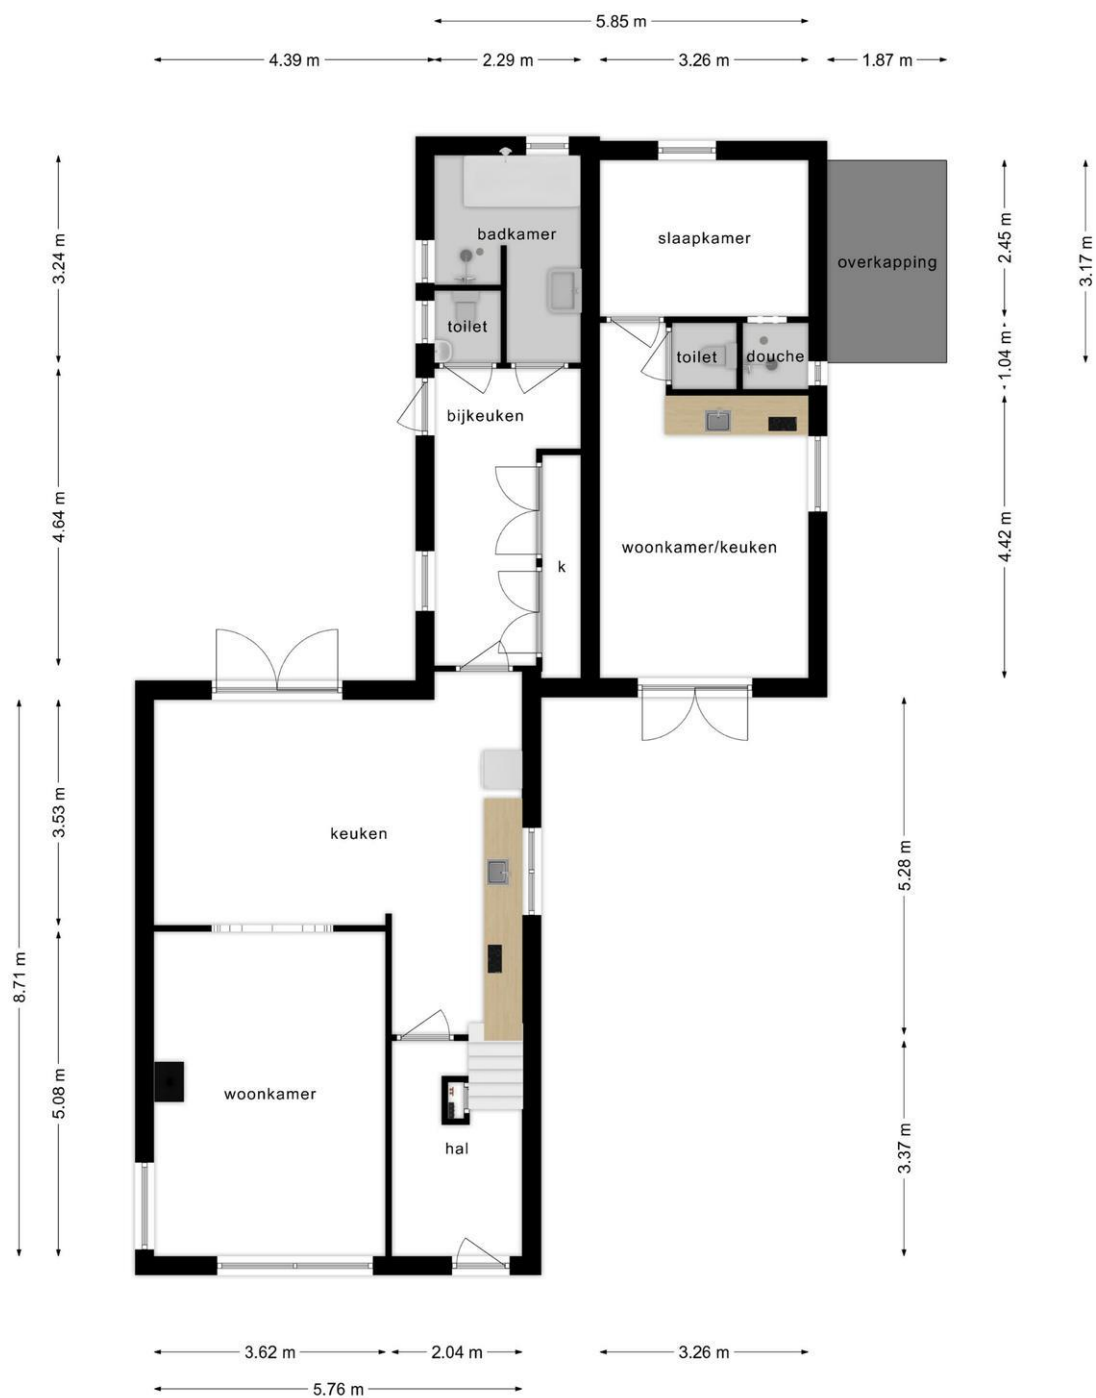 5.85 m
4.39 m
2.29 m
3.26 m
1.87 m
3.24 m
badkamer
slaapkamer
overkapping
2.45 m
3.17 m
toilet
toilet
douche
1.04 m
bijkeuken
4.64 m
k
woonkamer/keuken
4.42 m
3.53 m
keuken
5.28 m
8.71 m
5.08 m
woonkamer
hal
3.37 m
3.62 m
2.04 m
3.26 m
5.76 m